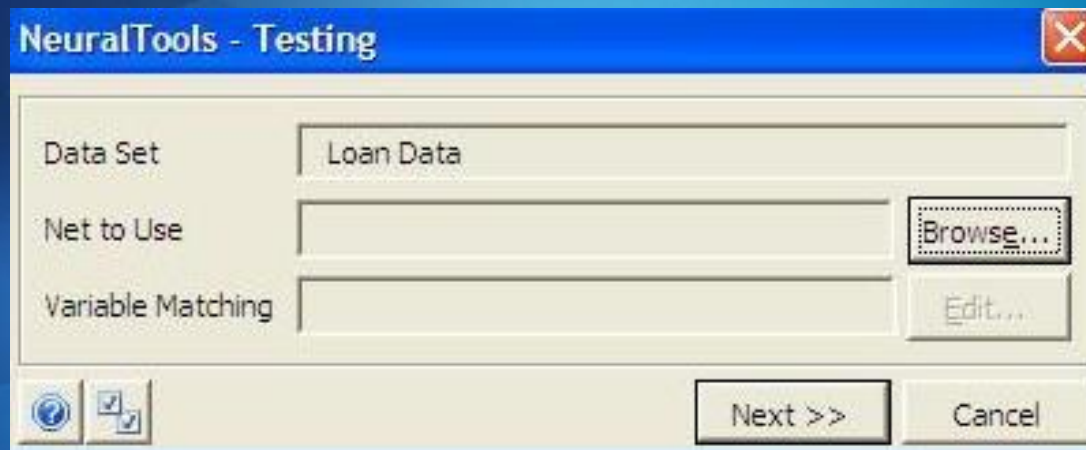 NeuralTools - Testing
Data Set
Loan Data
Net to Use
Browse...
Variable Matching
Edit...
Next >>
Cancel